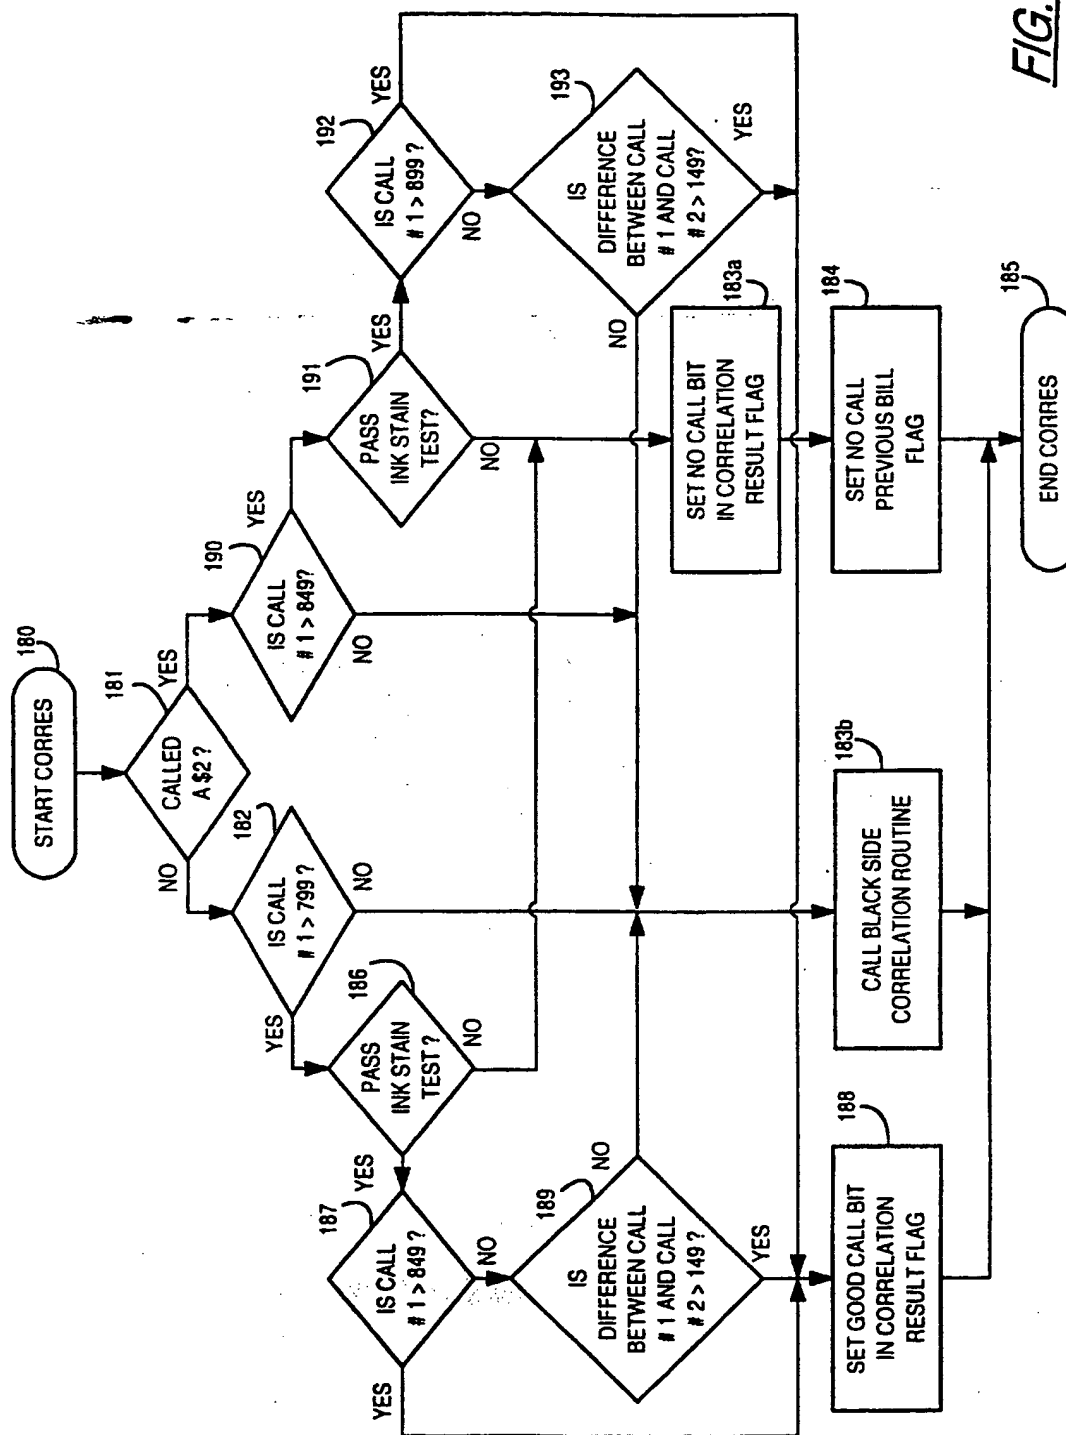 START CORRES
180
CALLED
A $2 ?
181
NO
YES
IS CALL
# 1 > 799 ?
182
YES
NO
IS CALL
# 1 > 849?
190
YES
NO
PASS
INK STAIN
TEST ?
186
YES
NO
PASS
INK STAIN
TEST?
191
YES
NO
IS CALL
# 1 > 849 ?
187
YES
NO
IS CALL
# 1 > 899 ?
192
YES
NO
IS
DIFFERENCE
BETWEEN CALL
# 1 AND CALL
# 2 > 149 ?
189
NO
YES
IS
DIFFERENCE
BETWEEN CALL
# 1 AND CALL
# 2 > 149?
193
NO
YES
SET GOOD CALL BIT
IN CORRELATION
RESULT FLAG
188
CALL BLACK SIDE
CORRELATION ROUTINE
183b
SET NO CALL BIT
IN CORRELATION
RESULT FLAG
183a
SET NO CALL
PREVIOUS BILL
FLAG
184
END CORRES
185
FIG.